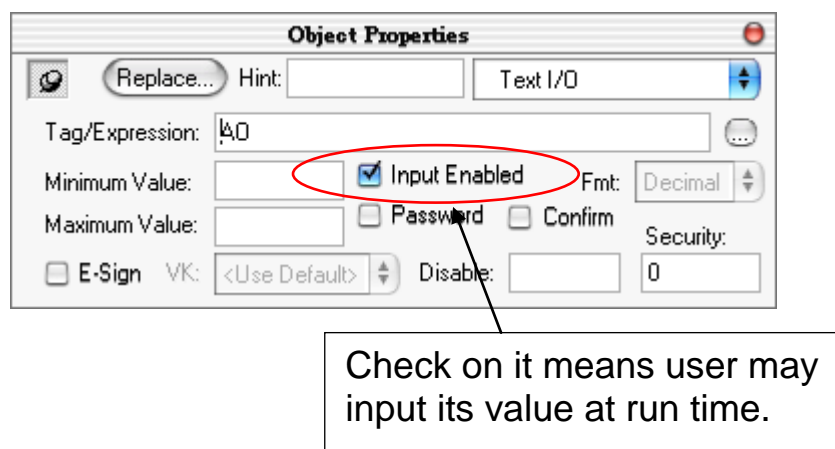 Object Properties
Replace... Hint: Text I/O
Tag/Expression: AO ...
Minimum Value: Input Enabled Fmt: Decimal
Maximum Value: Password Confirm
Security:
E-Sign VK: <Use Default> Disable: 0
Check on it means user may
input its value at run time.